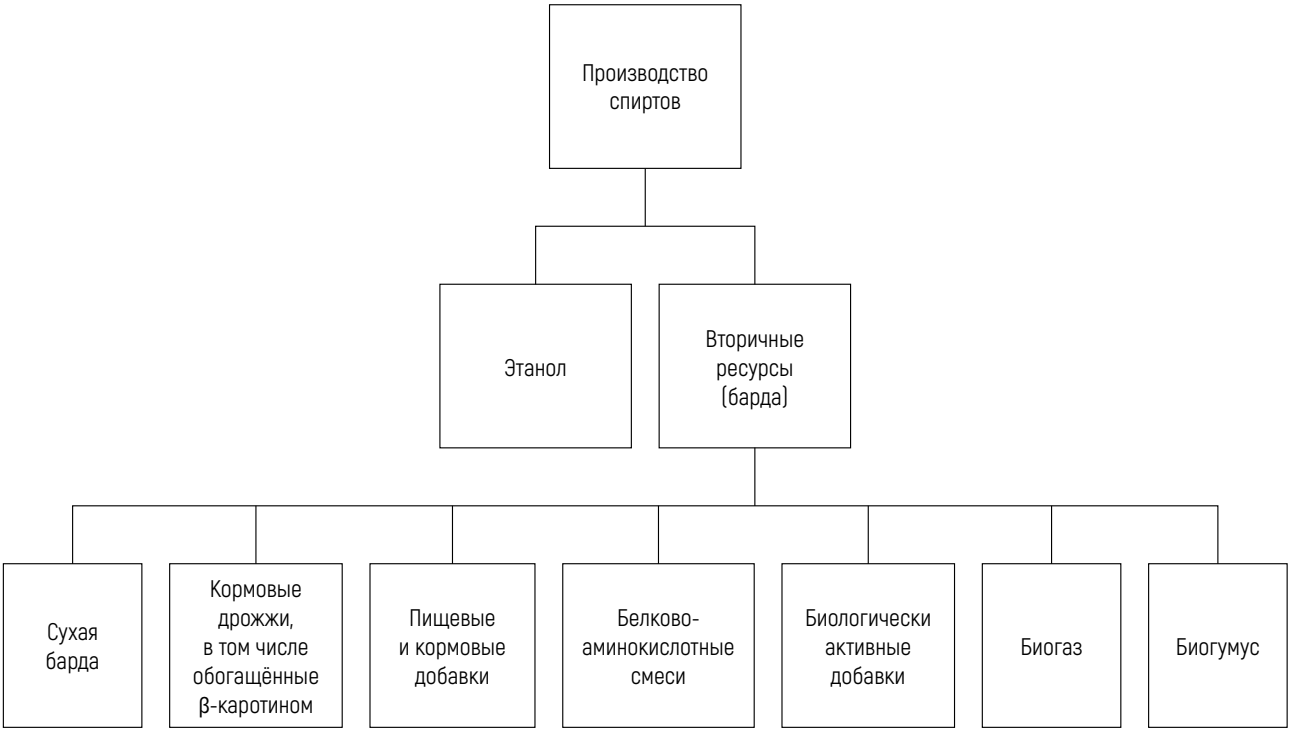 Производство
спиртов
Этанол
Вторичные
ресурсы
(барда)
Сухая
барда
Кормовые
дрожжи,
в том числе
обогащённые
β-каротином
Пищевые
и кормовые
добавки
Белково-
аминокислотные
смеси
Биологически
активные
добавки
Биогаз
Биогумус